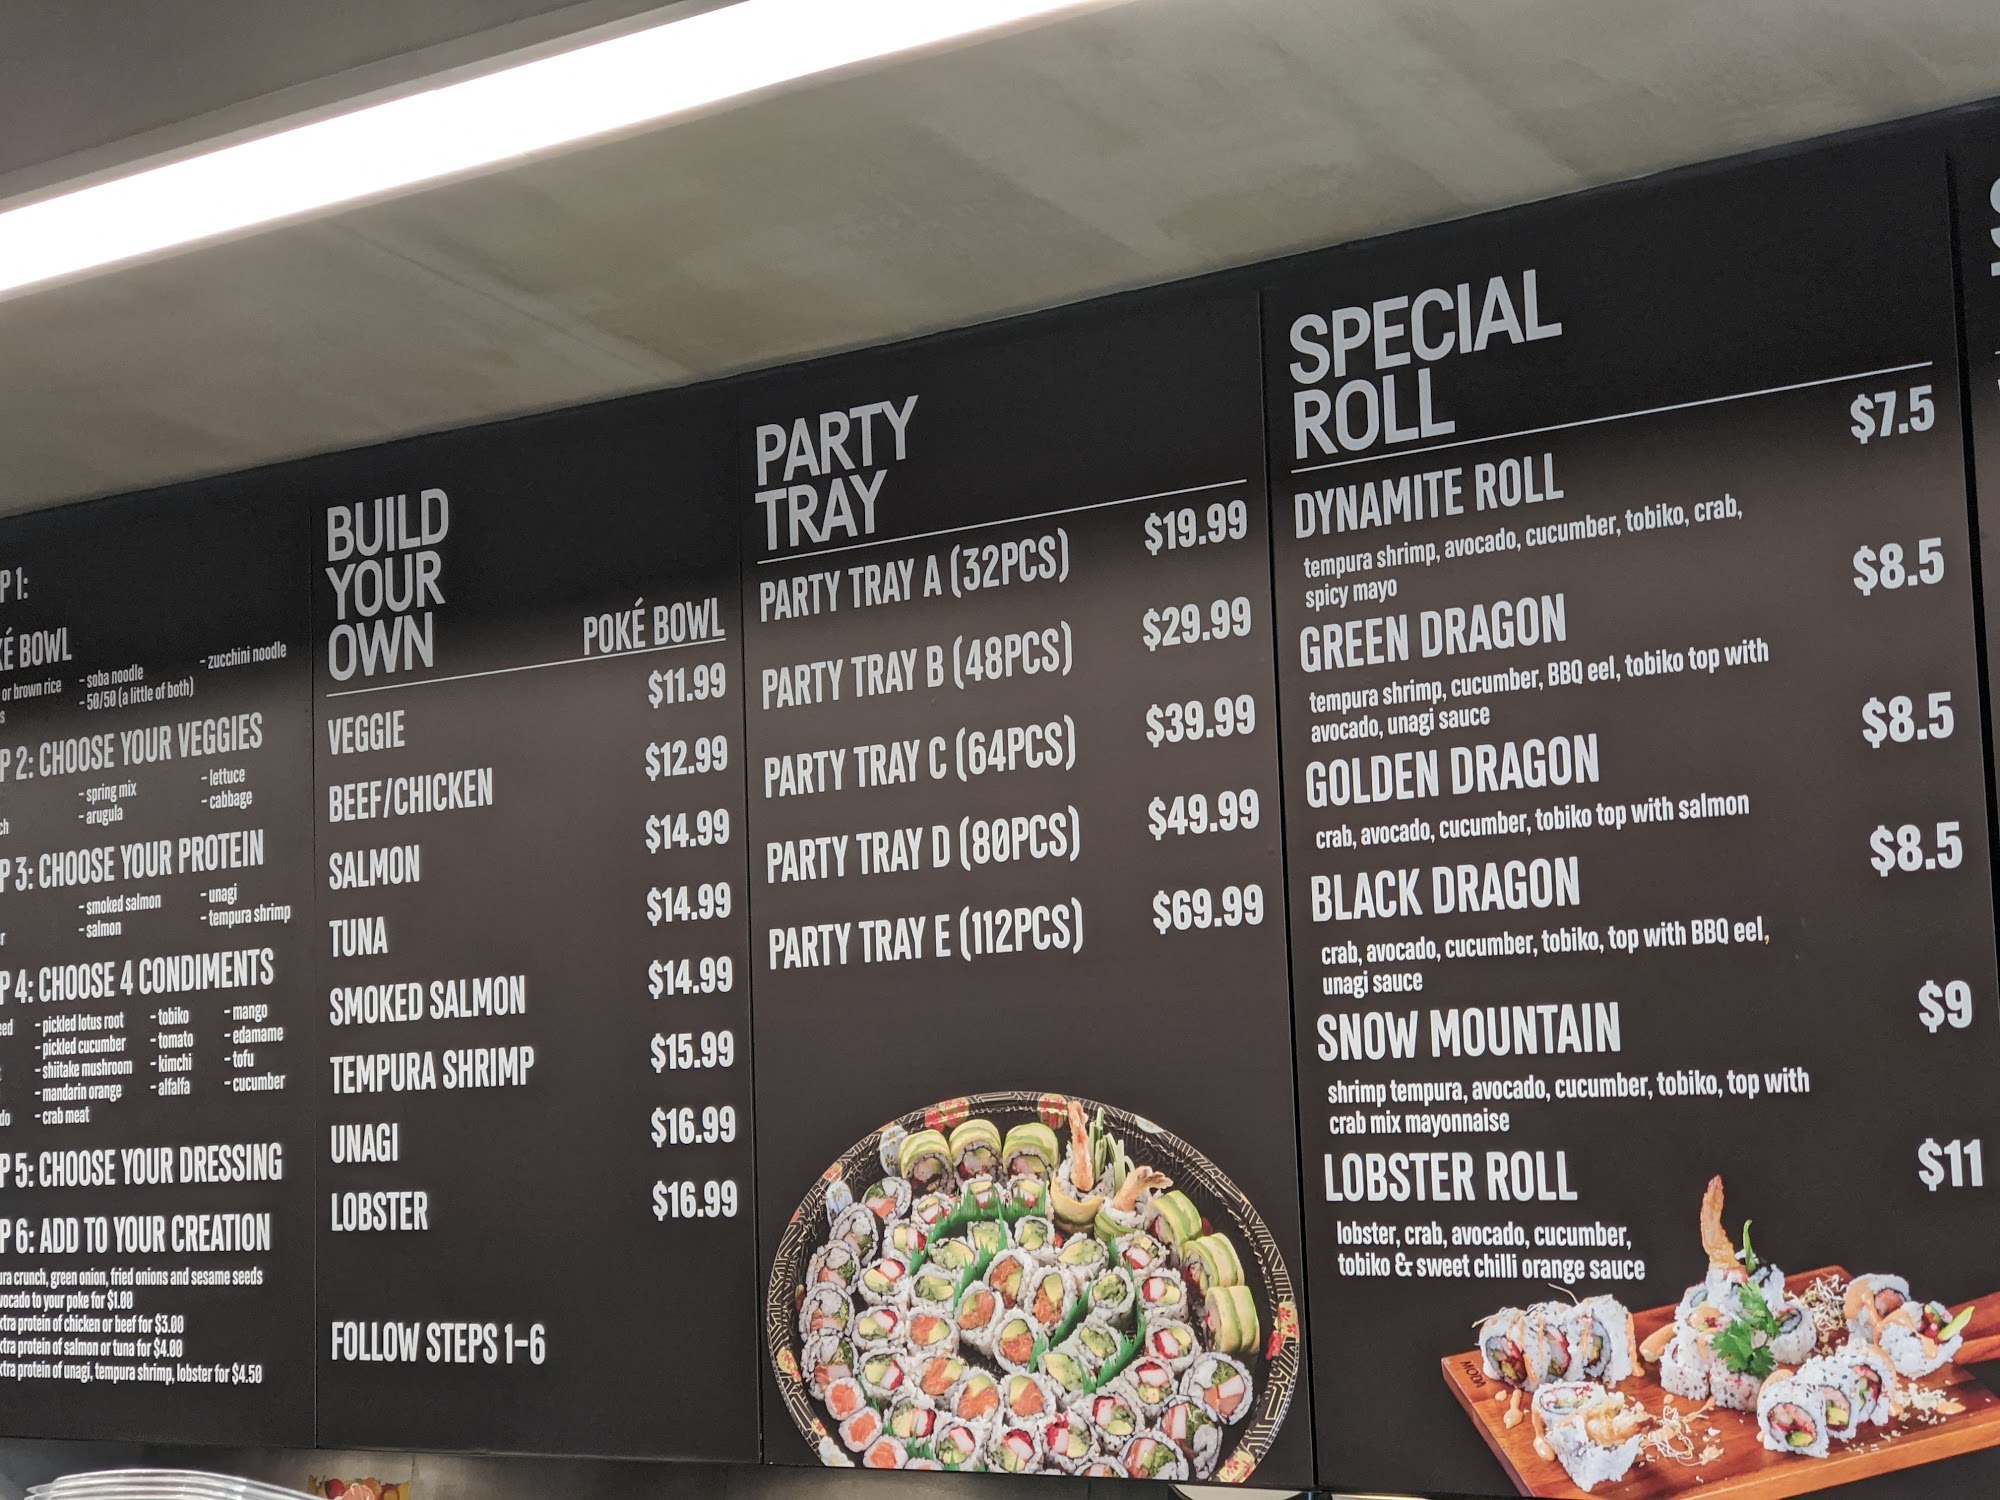 P 1:
KÉ BOWL
or brown rice
- soba noodle
- 50/50 (a little of both)
- zucchini noodle
P 2: CHOOSE YOUR VEGGIES
- spring mix
- arugula
- lettuce
- cabbage
P 3: CHOOSE YOUR PROTEIN
- smoked salmon
- salmon
- unagi
- tempura shrimp
P 4: CHOOSE 4 CONDIMENTS
- pickled lotus root
- pickled cucumber
- shiitake mushroom
- mandarin orange
- crab meat
- tobiko
- tomato
- kimchi
- alfalfa
- mango
- edamame
- tofu
- cucumber
P 5: CHOOSE YOUR DRESSING
P 6: ADD TO YOUR CREATION
ura crunch, green onion, fried onions and sesame seeds
vocado to your poke for $1.00
xtra protein of chicken or beef for $3.00
xtra protein of salmon or tuna for $4.00
xtra protein of unagi, tempura shrimp, lobster for $4.50
BUILD
YOUR
OWN
POKÉ BOWL
VEGGIE $11.99
BEEF/CHICKEN $12.99
SALMON $14.99
TUNA $14.99
SMOKED SALMON $14.99
TEMPURA SHRIMP $15.99
UNAGI $16.99
LOBSTER $16.99
FOLLOW STEPS 1-6
PARTY
TRAY
PARTY TRAY A (32PCS) $19.99
PARTY TRAY B (48PCS) $29.99
PARTY TRAY C (64PCS) $39.99
PARTY TRAY D (80PCS) $49.99
PARTY TRAY E (112PCS) $69.99
SPECIAL
ROLL
DYNAMITE ROLL $7.5
tempura shrimp, avocado, cucumber, tobiko, crab,
spicy mayo
GREEN DRAGON $8.5
tempura shrimp, cucumber, BBQ eel, tobiko top with
avocado, unagi sauce
GOLDEN DRAGON $8.5
crab, avocado, cucumber, tobiko top with salmon
BLACK DRAGON $8.5
crab, avocado, cucumber, tobiko, top with BBQ eel,
unagi sauce
SNOW MOUNTAIN $9
shrimp tempura, avocado, cucumber, tobiko, top with
crab mix mayonnaise
LOBSTER ROLL $11
lobster, crab, avocado, cucumber,
tobiko & sweet chilli orange sauce